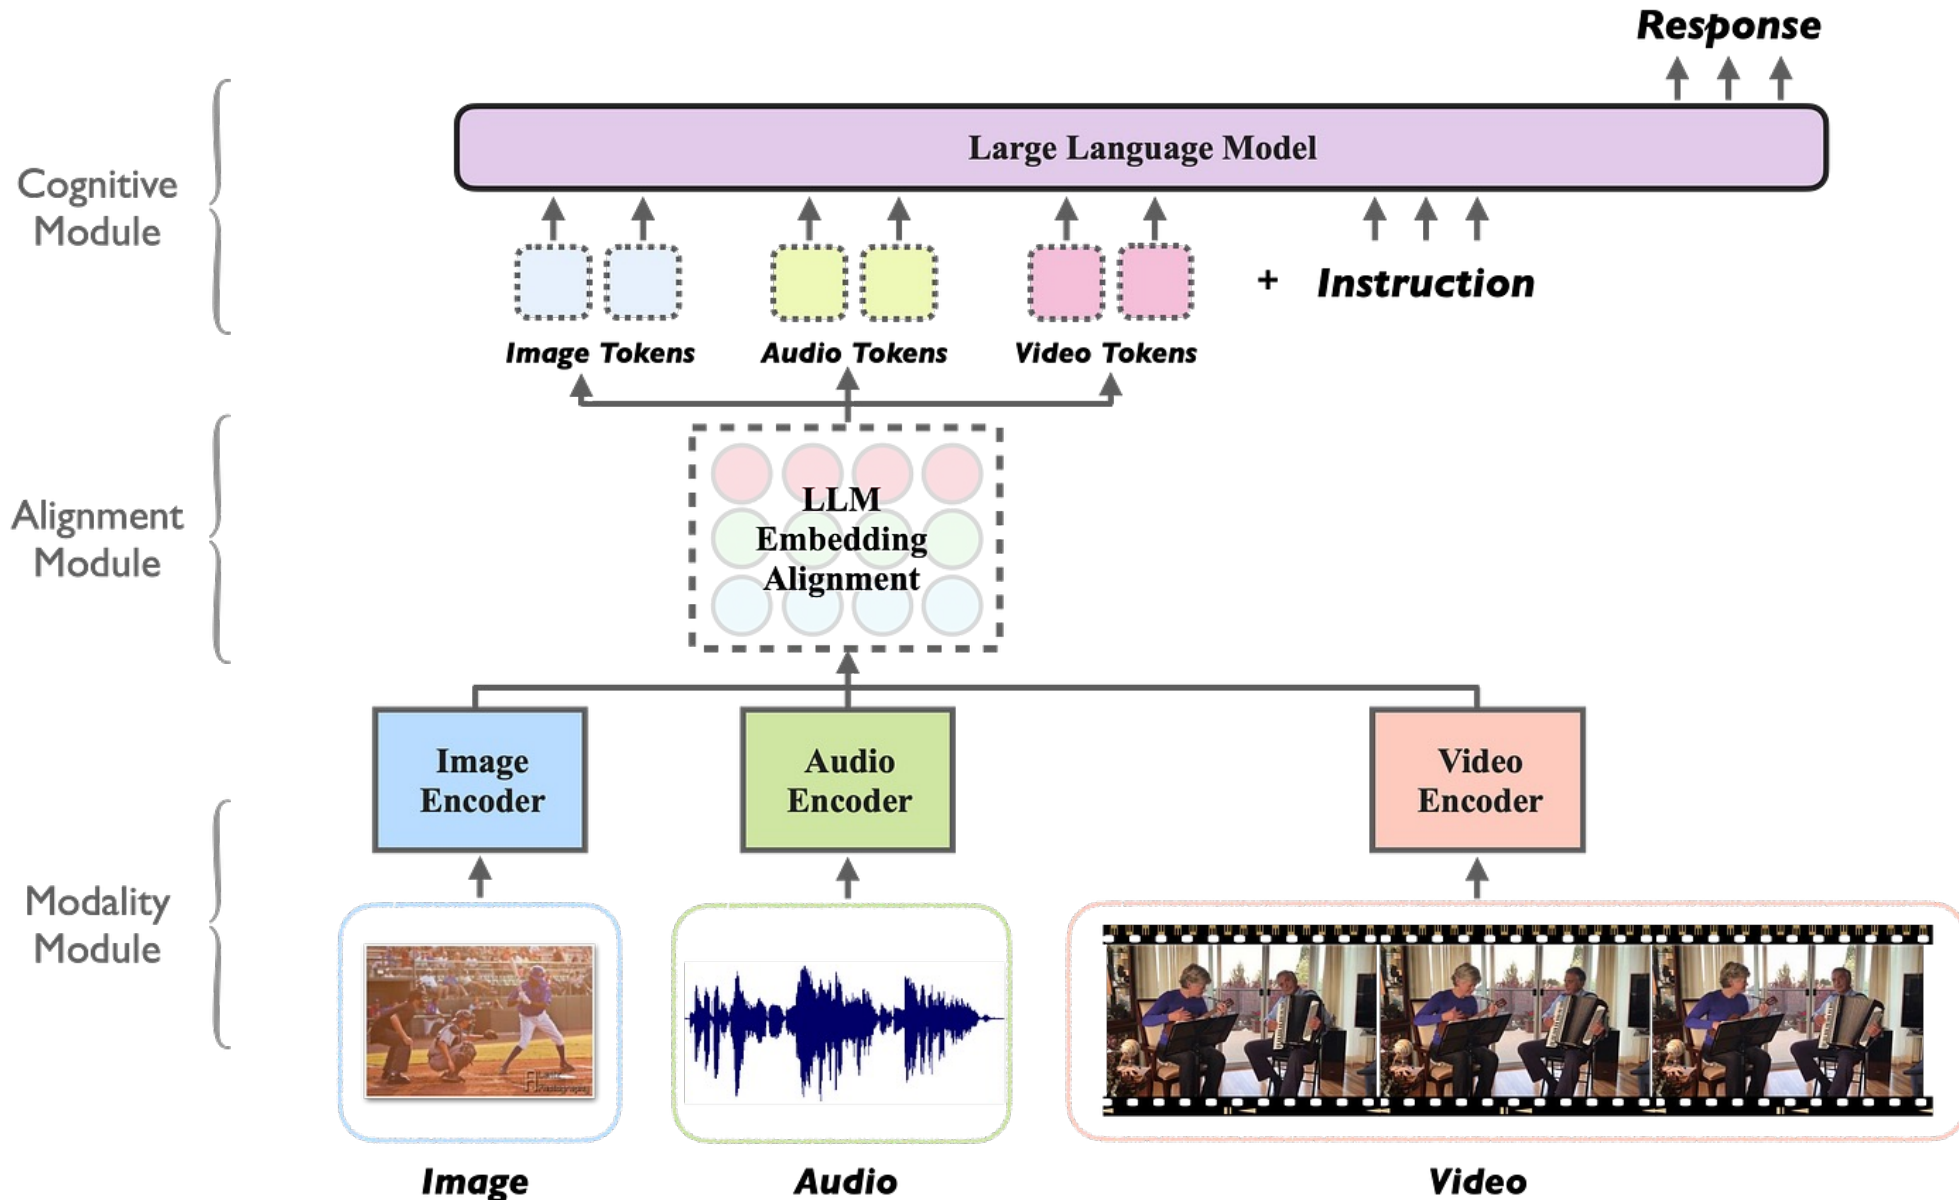 Response
Large Language Model
Cognitive
Module
+ Instruction
Image Tokens
Audio Tokens
Video Tokens
Alignment
Module
LLM
Embedding
Alignment
Image
Encoder
Audio
Encoder
Video
Encoder
Modality
Module
Image
Audio
Video